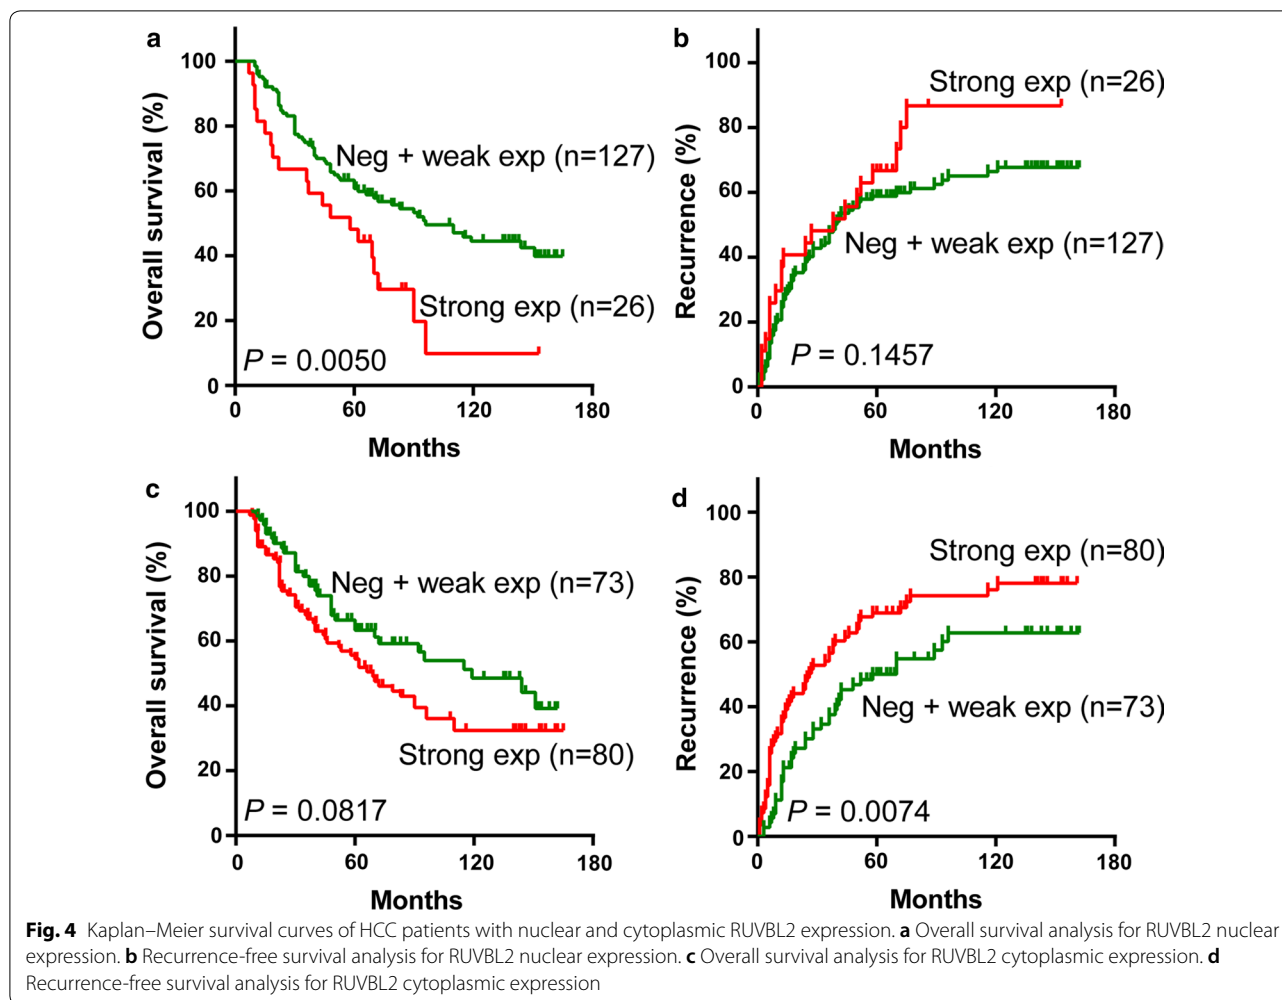 a
Overall survival (%)
100
80
60
40
20
0
Neg + weak exp (n=127)
Strong exp (n=26)
P = 0.0050
0 60 120 180
Months
b
Recurrence (%)
100
80
60
40
20
0
Strong exp (n=26)
Neg + weak exp (n=127)
P = 0.1457
0 60 120 180
Months
c
Overall survival (%)
100
80
60
40
20
0
Neg + weak exp (n=73)
Strong exp (n=80)
P = 0.0817
0 60 120 180
Months
d
Recurrence (%)
100
80
60
40
20
0
Strong exp (n=80)
Neg + weak exp (n=73)
P = 0.0074
0 60 120 180
Months
Fig. 4 Kaplan–Meier survival curves of HCC patients with nuclear and cytoplasmic RUVBL2 expression. a Overall survival analysis for RUVBL2 nuclear
expression. b Recurrence-free survival analysis for RUVBL2 nuclear expression. c Overall survival analysis for RUVBL2 cytoplasmic expression. d
Recurrence-free survival analysis for RUVBL2 cytoplasmic expression